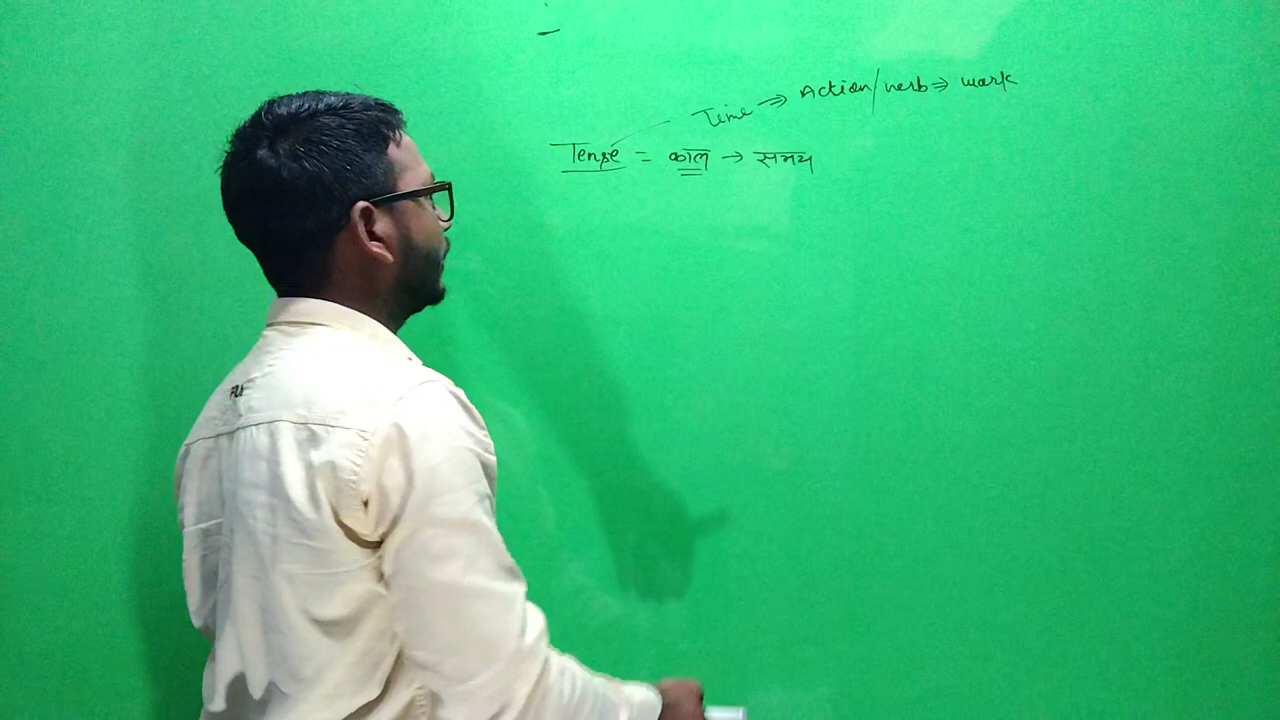 Time ⇒ Action/verb ⇒ work
Tense = काल → समय